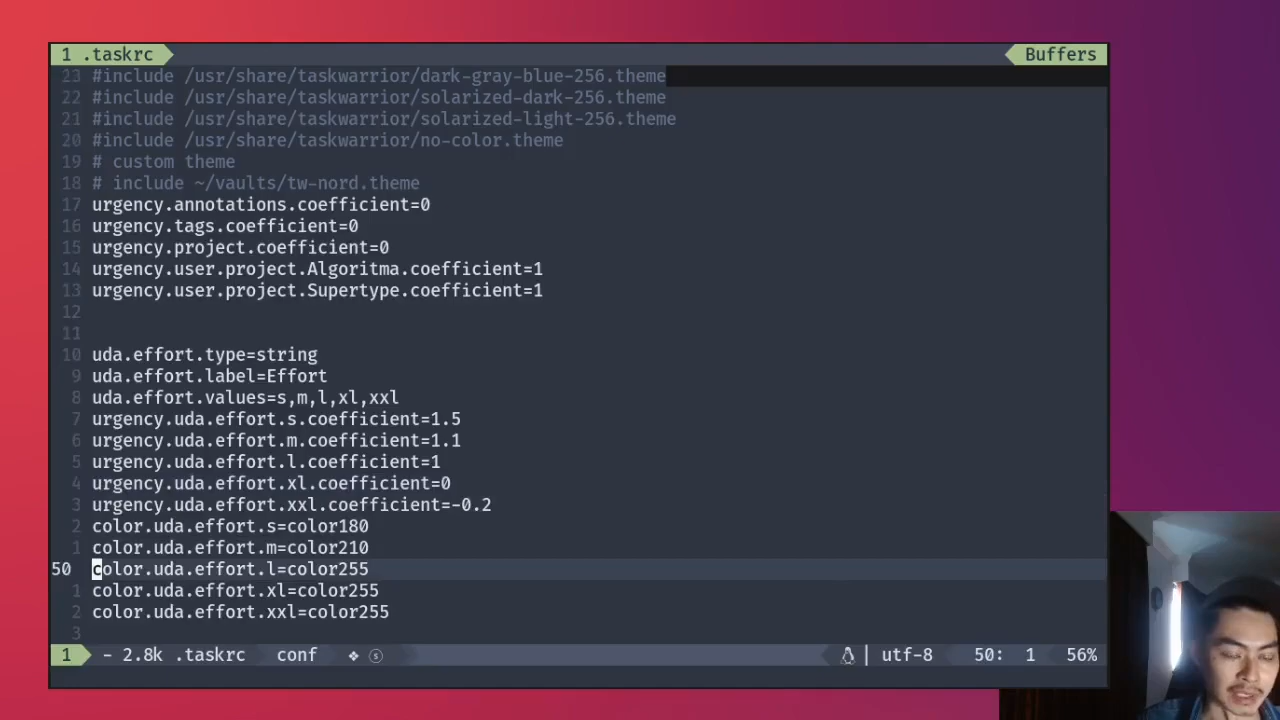 1 .taskrc Buffers
23 #include /usr/share/taskwarrior/dark-gray-blue-256.theme
22 #include /usr/share/taskwarrior/solarized-dark-256.theme
21 #include /usr/share/taskwarrior/solarized-light-256.theme
20 #include /usr/share/taskwarrior/no-color.theme
19 # custom theme
18 # include ~/vaults/tw-nord.theme
17 urgency.annotations.coefficient=0
16 urgency.tags.coefficient=0
15 urgency.project.coefficient=0
14 urgency.user.project.Algoritma.coefficient=1
13 urgency.user.project.Supertype.coefficient=1
12
11
10 uda.effort.type=string
9 uda.effort.label=Effort
8 uda.effort.values=s,m,l,xl,xxl
7 urgency.uda.effort.s.coefficient=1.5
6 urgency.uda.effort.m.coefficient=1.1
5 urgency.uda.effort.l.coefficient=1
4 urgency.uda.effort.xl.coefficient=0
3 urgency.uda.effort.xxl.coefficient=-0.2
2 color.uda.effort.s=color180
1 color.uda.effort.m=color210
50 color.uda.effort.l=color255
1 color.uda.effort.xl=color255
2 color.uda.effort.xxl=color255
3
1 - 2.8k .taskrc conf ❖ ⓢ | utf-8 50: 1 56%